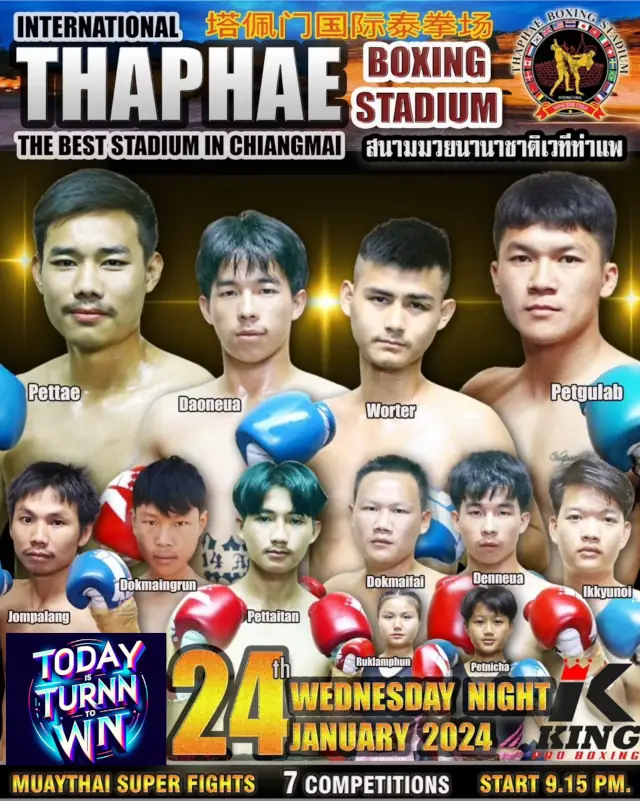 INTERNATIONAL
塔佩门国际泰拳场
THAPHAE
BOXING
STADIUM
THAPHAE BOXING STADIUM
THE BEST STADIUM IN CHIANGMAI
สนามมวยนานาชาติเวทีท่าแพ
Pettae
Daoneua
Worter
Petgulab
Jompalang
Dokmaingrun
Pettaitan
Dokmaifai
Denneua
Ikkyunoi
Ruklamphun
Petnicha
TODAY
IS
TURNN
TO
WIN
24th
WEDNESDAY NIGHT
JANUARY 2024
K
KING
PRO BOXING
MUAYTHAI SUPER FIGHTS
7 COMPETITIONS
START 9.15 PM.